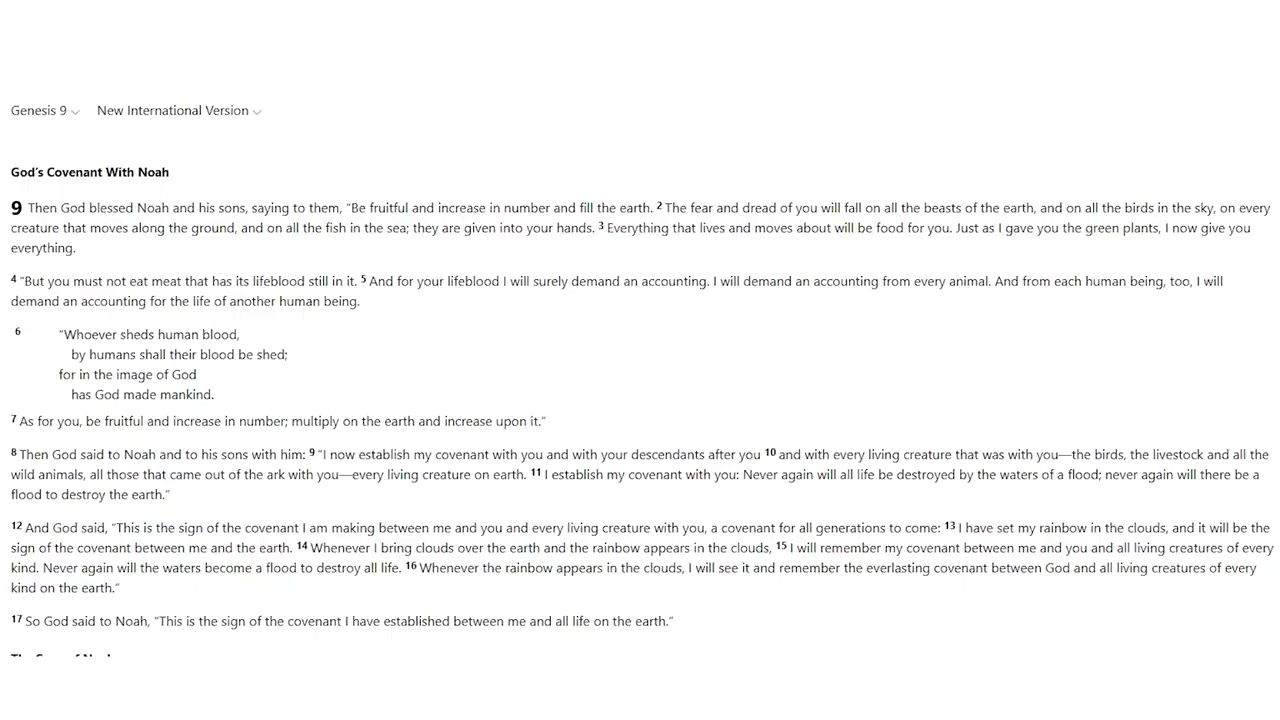 Genesis 9 New International Version
God's Covenant With Noah
9 Then God blessed Noah and his sons, saying to them, "Be fruitful and increase in number and fill the earth. 2 The fear and dread of you will fall on all the beasts of the earth, and on all the birds in the sky, on every
creature that moves along the ground, and on all the fish in the sea; they are given into your hands. 3 Everything that lives and moves about will be food for you. Just as I gave you the green plants, I now give you
everything.
4 "But you must not eat meat that has its lifeblood still in it. 5 And for your lifeblood I will surely demand an accounting. I will demand an accounting from every animal. And from each human being, too, I will
demand an accounting for the life of another human being.
6 "Whoever sheds human blood,
by humans shall their blood be shed;
for in the image of God
has God made mankind.
7 As for you, be fruitful and increase in number; multiply on the earth and increase upon it."
8 Then God said to Noah and to his sons with him: 9 "I now establish my covenant with you and with your descendants after you 10 and with every living creature that was with you—the birds, the livestock and all the
wild animals, all those that came out of the ark with you—every living creature on earth. 11 I establish my covenant with you: Never again will all life be destroyed by the waters of a flood; never again will there be a
flood to destroy the earth."
12 And God said, "This is the sign of the covenant I am making between me and you and every living creature with you, a covenant for all generations to come: 13 I have set my rainbow in the clouds, and it will be the
sign of the covenant between me and the earth. 14 Whenever I bring clouds over the earth and the rainbow appears in the clouds, 15 I will remember my covenant between me and you and all living creatures of every
kind. Never again will the waters become a flood to destroy all life. 16 Whenever the rainbow appears in the clouds, I will see it and remember the everlasting covenant between God and all living creatures of every
kind on the earth."
17 So God said to Noah, "This is the sign of the covenant I have established between me and all life on the earth."